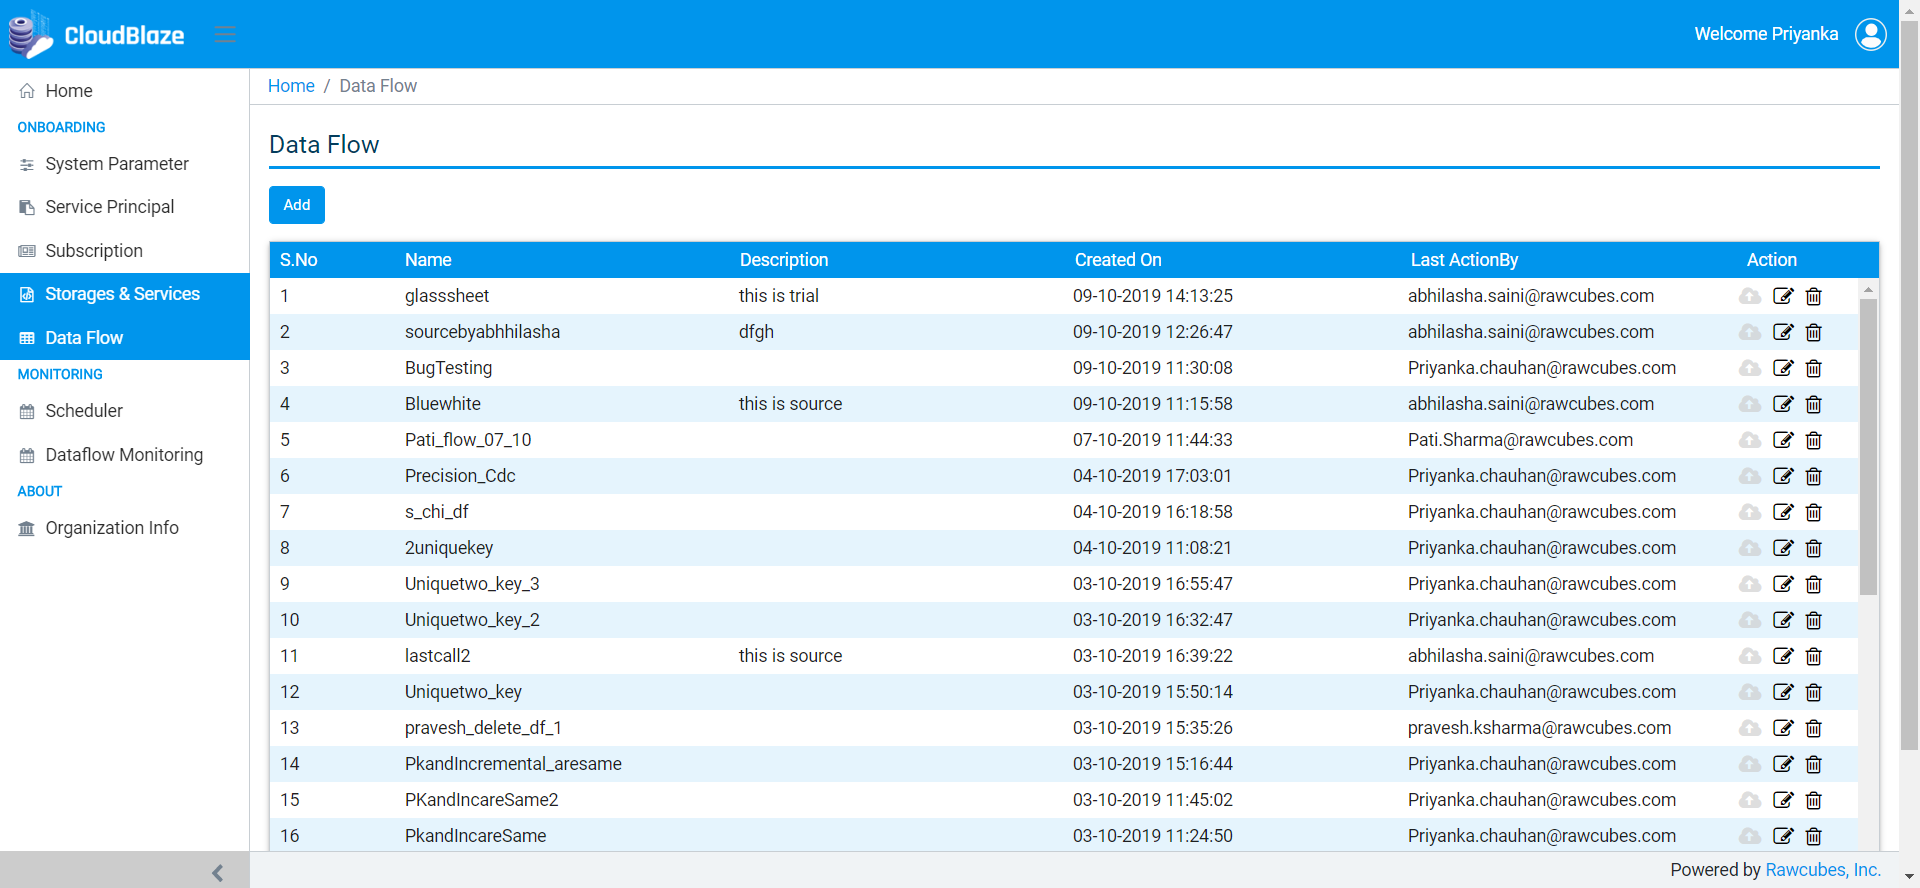 CloudBlaze
Welcome Priyanka
Home
ONBOARDING
System Parameter
Service Principal
Subscription
Storages & Services
Data Flow
MONITORING
Scheduler
Dataflow Monitoring
ABOUT
Organization Info
Home / Data Flow
Data Flow
Add
S.No Name Description Created On Last ActionBy Action
1 glasssheet this is trial 09-10-2019 14:13:25 abhilasha.saini@rawcubes.com
2 sourcebyabhhilasha dfgh 09-10-2019 12:26:47 abhilasha.saini@rawcubes.com
3 BugTesting 09-10-2019 11:30:08 Priyanka.chauhan@rawcubes.com
4 Bluewhite this is source 09-10-2019 11:15:58 abhilasha.saini@rawcubes.com
5 Pati_flow_07_10 07-10-2019 11:44:33 Pati.Sharma@rawcubes.com
6 Precision_Cdc 04-10-2019 17:03:01 Priyanka.chauhan@rawcubes.com
7 s_chi_df 04-10-2019 16:18:58 Priyanka.chauhan@rawcubes.com
8 2uniquekey 04-10-2019 11:08:21 Priyanka.chauhan@rawcubes.com
9 Uniquetwo_key_3 03-10-2019 16:55:47 Priyanka.chauhan@rawcubes.com
10 Uniquetwo_key_2 03-10-2019 16:32:47 Priyanka.chauhan@rawcubes.com
11 lastcall2 this is source 03-10-2019 16:39:22 abhilasha.saini@rawcubes.com
12 Uniquetwo_key 03-10-2019 15:50:14 Priyanka.chauhan@rawcubes.com
13 pravesh_delete_df_1 03-10-2019 15:35:26 pravesh.ksharma@rawcubes.com
14 PkandIncremental_aresame 03-10-2019 15:16:44 Priyanka.chauhan@rawcubes.com
15 PKandIncareSame2 03-10-2019 11:45:02 Priyanka.chauhan@rawcubes.com
16 PkandIncareSame 03-10-2019 11:24:50 Priyanka.chauhan@rawcubes.com
Powered by Rawcubes, Inc.